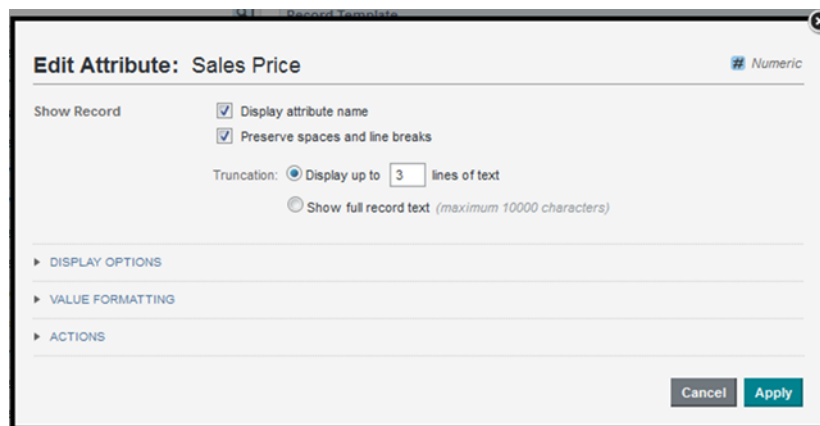 Record Template
Edit Attribute: Sales Price
# Numeric
Show Record
Display attribute name
Preserve spaces and line breaks
Truncation: Display up to 3 lines of text
Show full record text (maximum 10000 characters)
DISPLAY OPTIONS
VALUE FORMATTING
ACTIONS
Cancel Apply